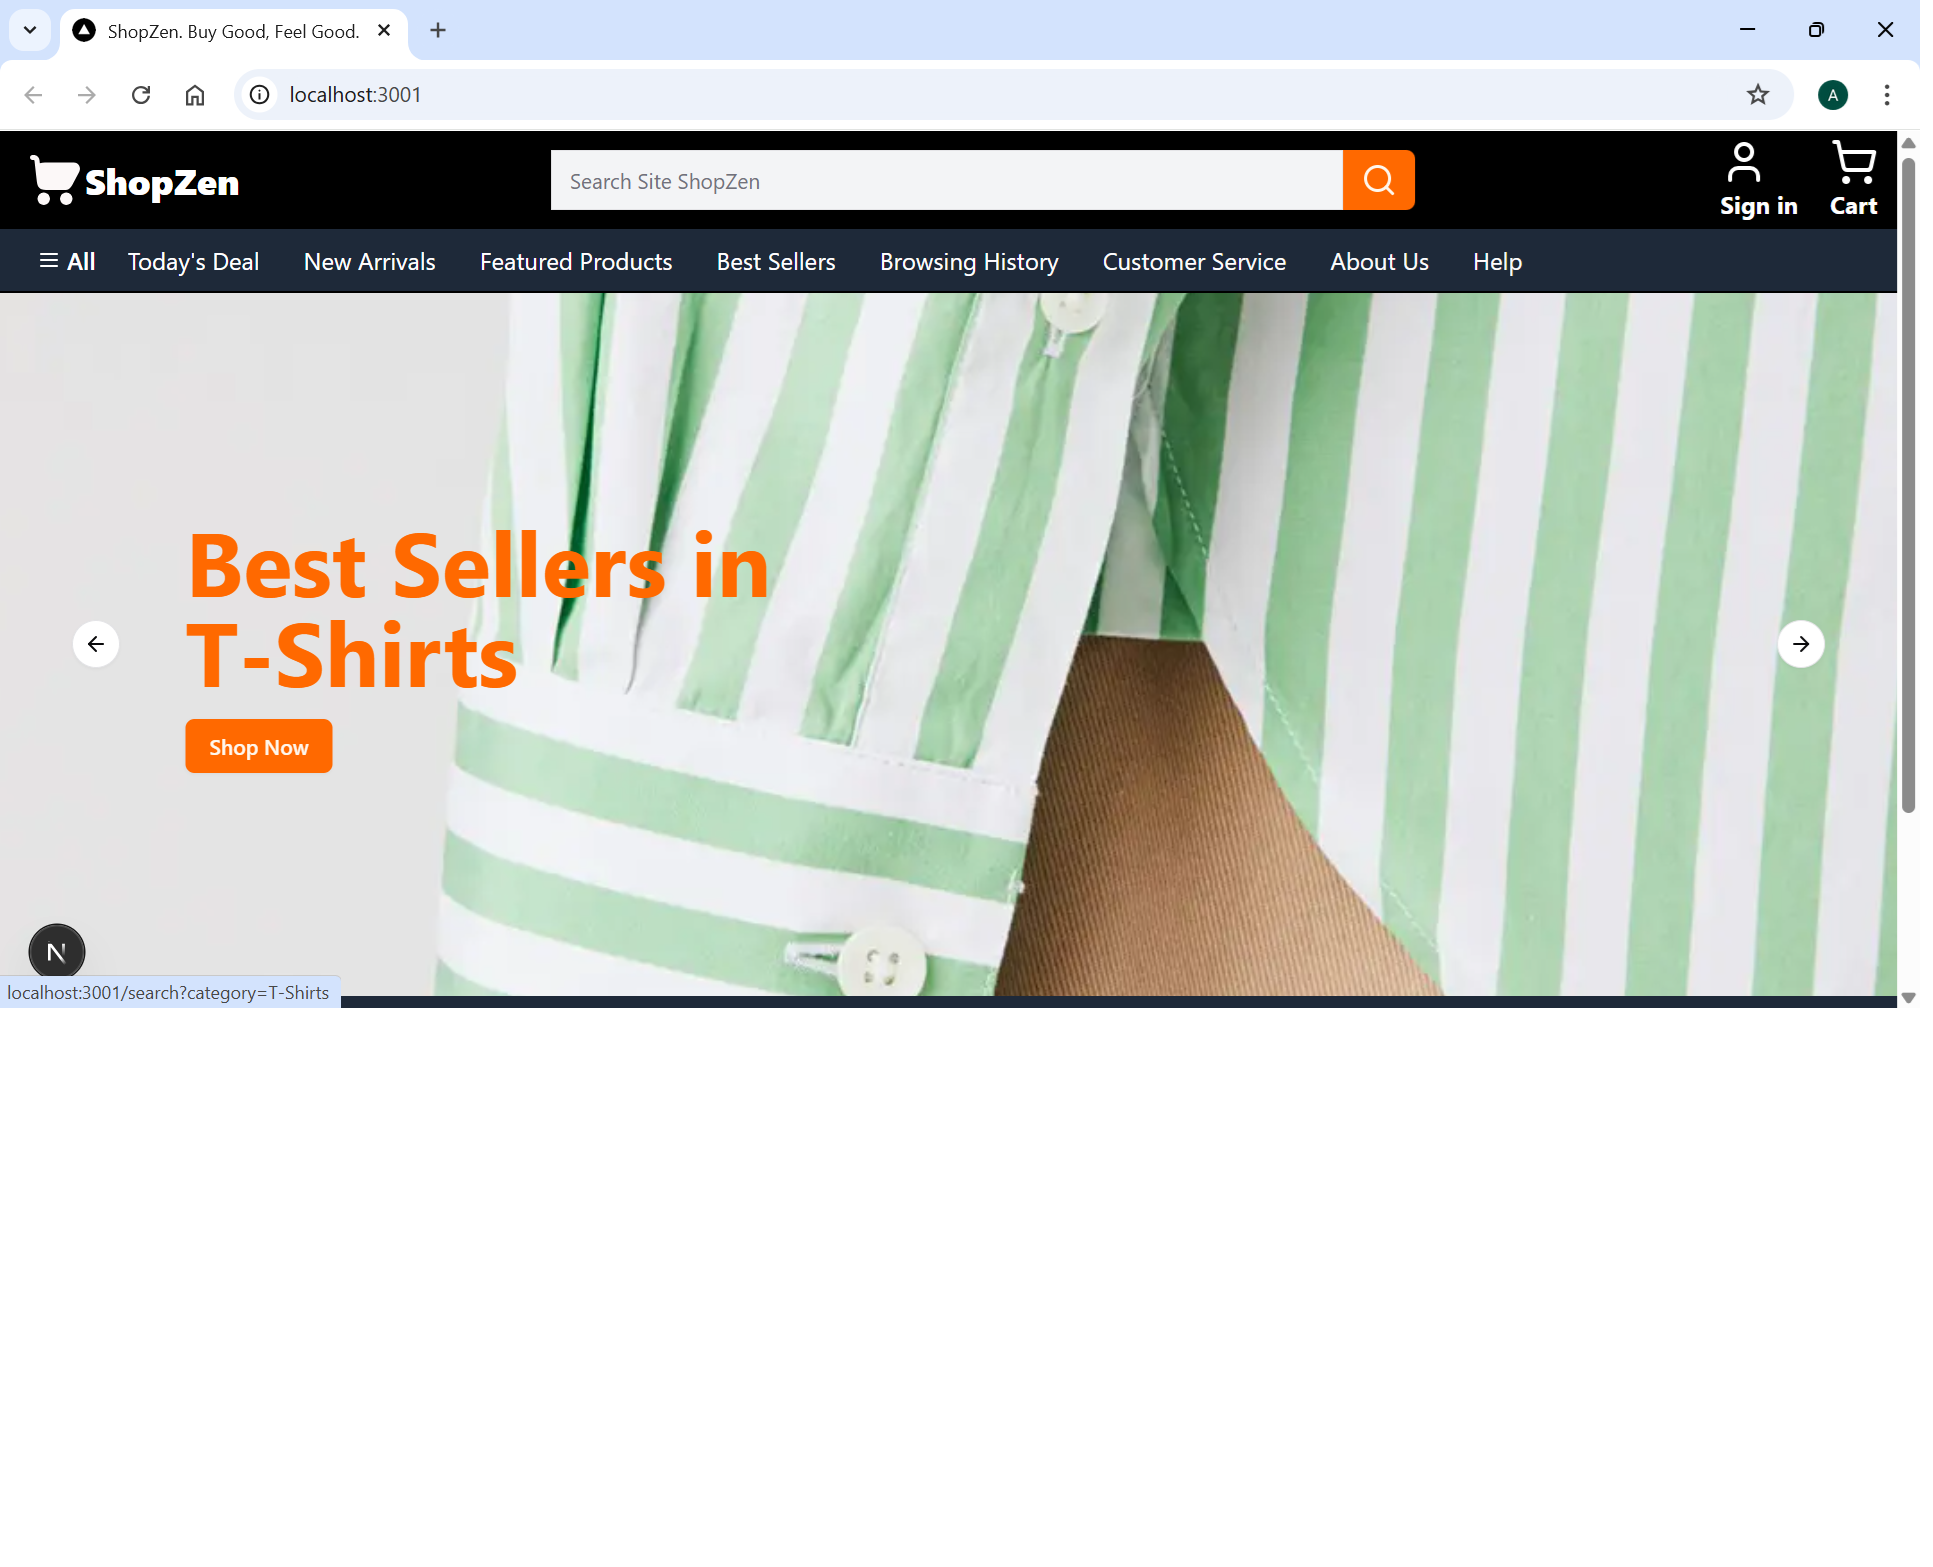 ShopZen. Buy Good, Feel Good.
localhost:3001
A
ShopZen
Search Site ShopZen
Sign in
Cart
All
Today's Deal
New Arrivals
Featured Products
Best Sellers
Browsing History
Customer Service
About Us
Help
Best Sellers in
T-Shirts
Shop Now
N
localhost:3001/search?category=T-Shirts